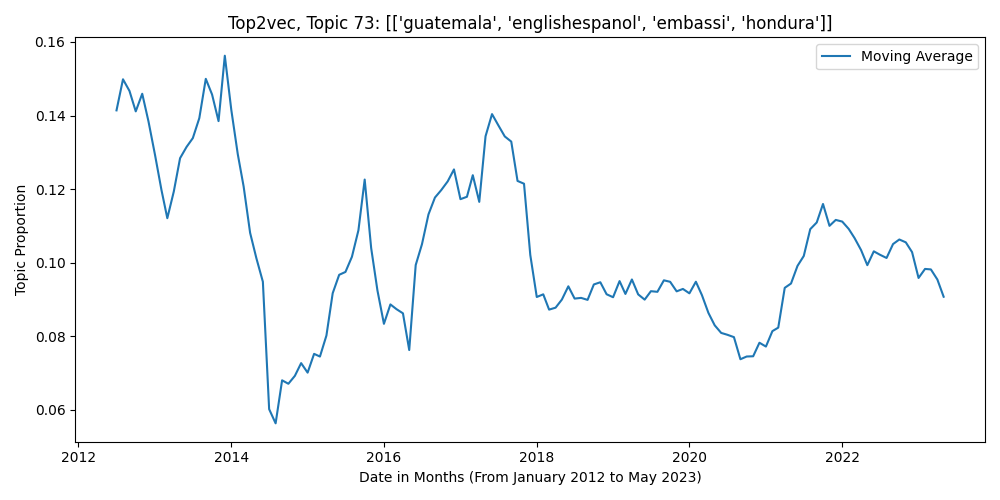 Top2vec, Topic 73: [['guatemala', 'englishespanol', 'embassi', 'hondura']]
Moving Average
Topic Proportion
0.16
0.14
0.12
0.10
0.08
0.06
2012 2014 2016 2018 2020 2022
Date in Months (From January 2012 to May 2023)